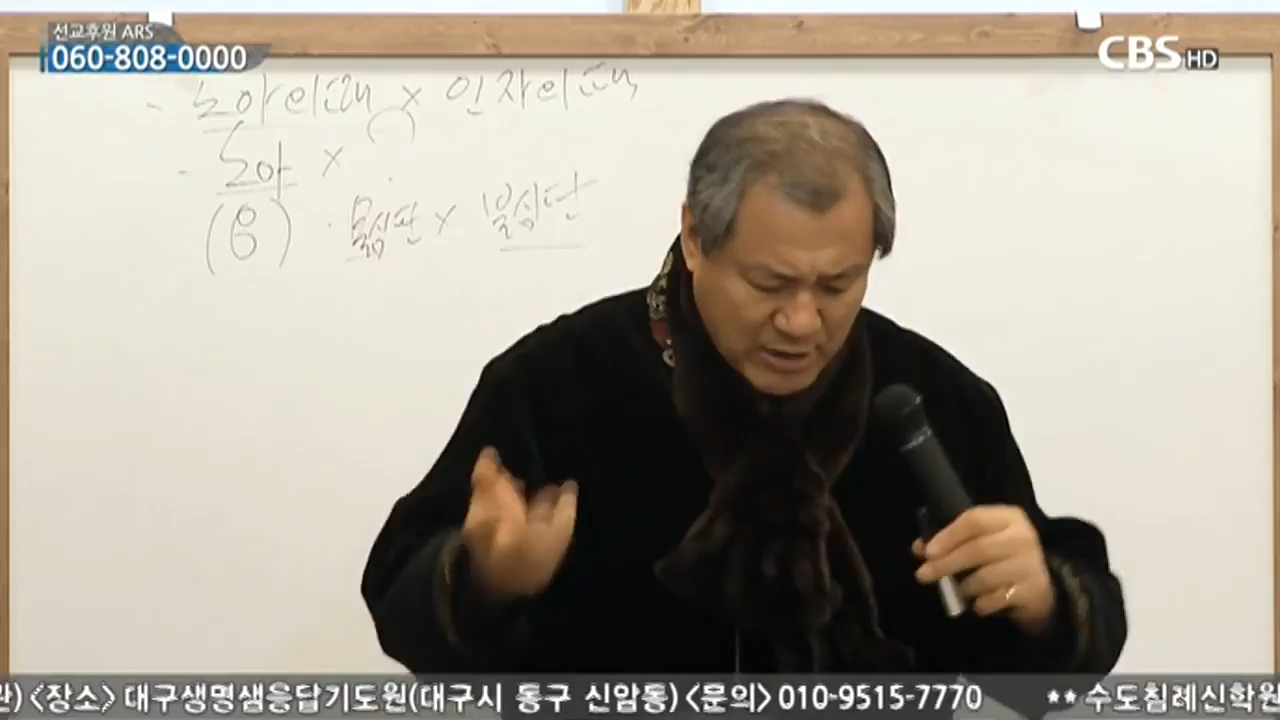 선교후원 ARS
060-808-0000
CBS HD
- 노아의때 × 인자의때
- 노아 ×
(8) · 물심판 × 불심판
관) <장소> 대구생명샘응답기도원(대구시 동구 신암동) <문의> 010-9515-7770 ** 수도침례신학원